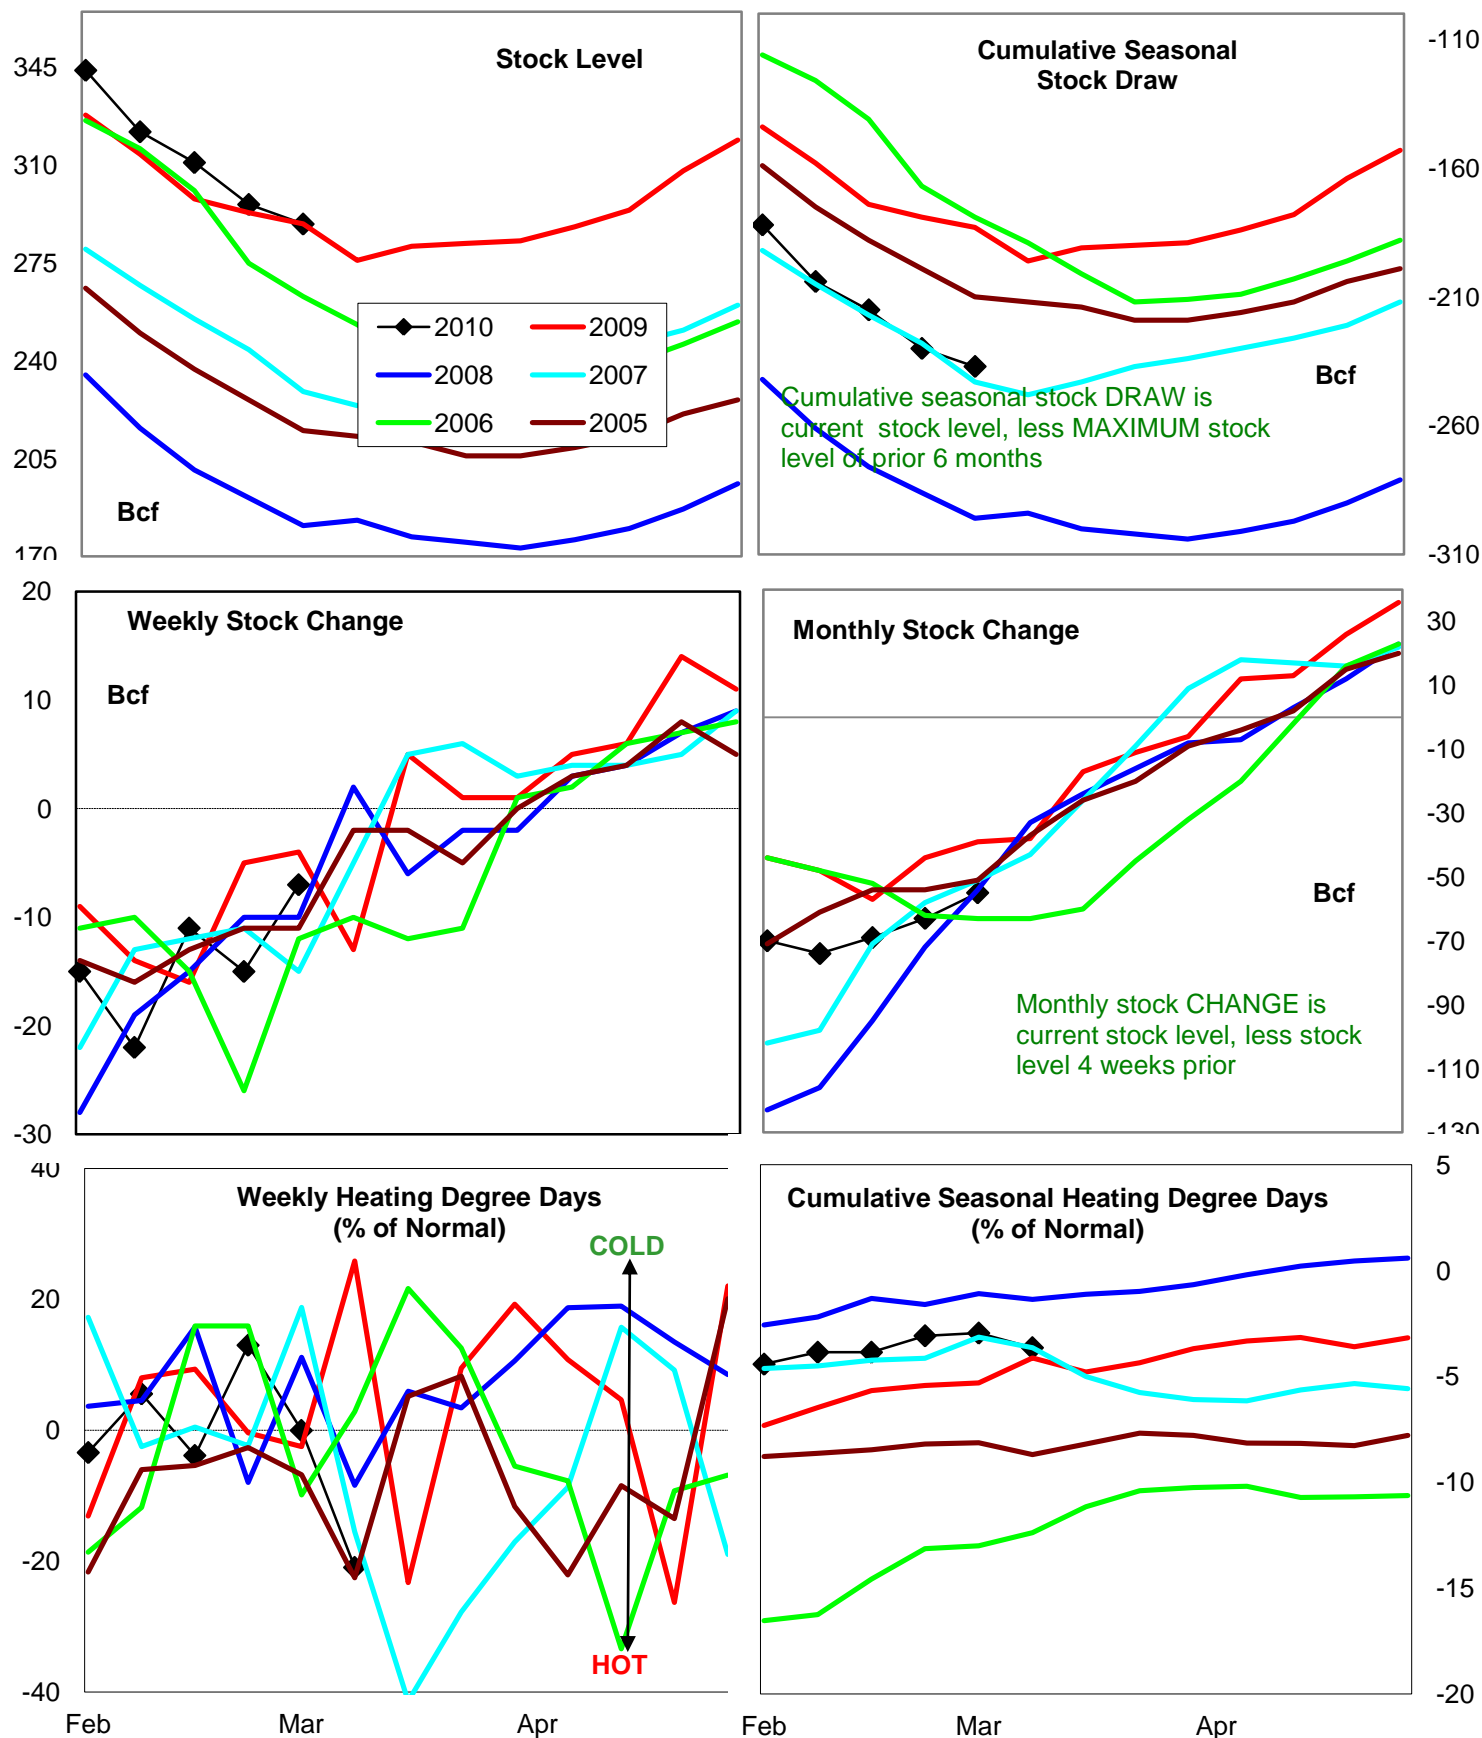 Stock Level
345
310
275
240
205
170
Bcf
2010
2009
2008
2007
2006
2005
Cumulative Seasonal
Stock Draw
-110
-160
-210
-260
-310
Bcf
Cumulative seasonal stock DRAW is
current stock level, less MAXIMUM stock
level of prior 6 months
20
10
0
-10
-20
-30
Weekly Stock Change
Bcf
Monthly Stock Change
30
10
-10
-30
-50
-70
-90
-110
-130
Bcf
Monthly stock CHANGE is
current stock level, less stock
level 4 weeks prior
40
20
0
-20
-40
Weekly Heating Degree Days
(% of Normal)
COLD
HOT
Feb
Mar
Apr
Cumulative Seasonal Heating Degree Days
(% of Normal)
5
0
-5
-10
-15
-20
Feb
Mar
Apr